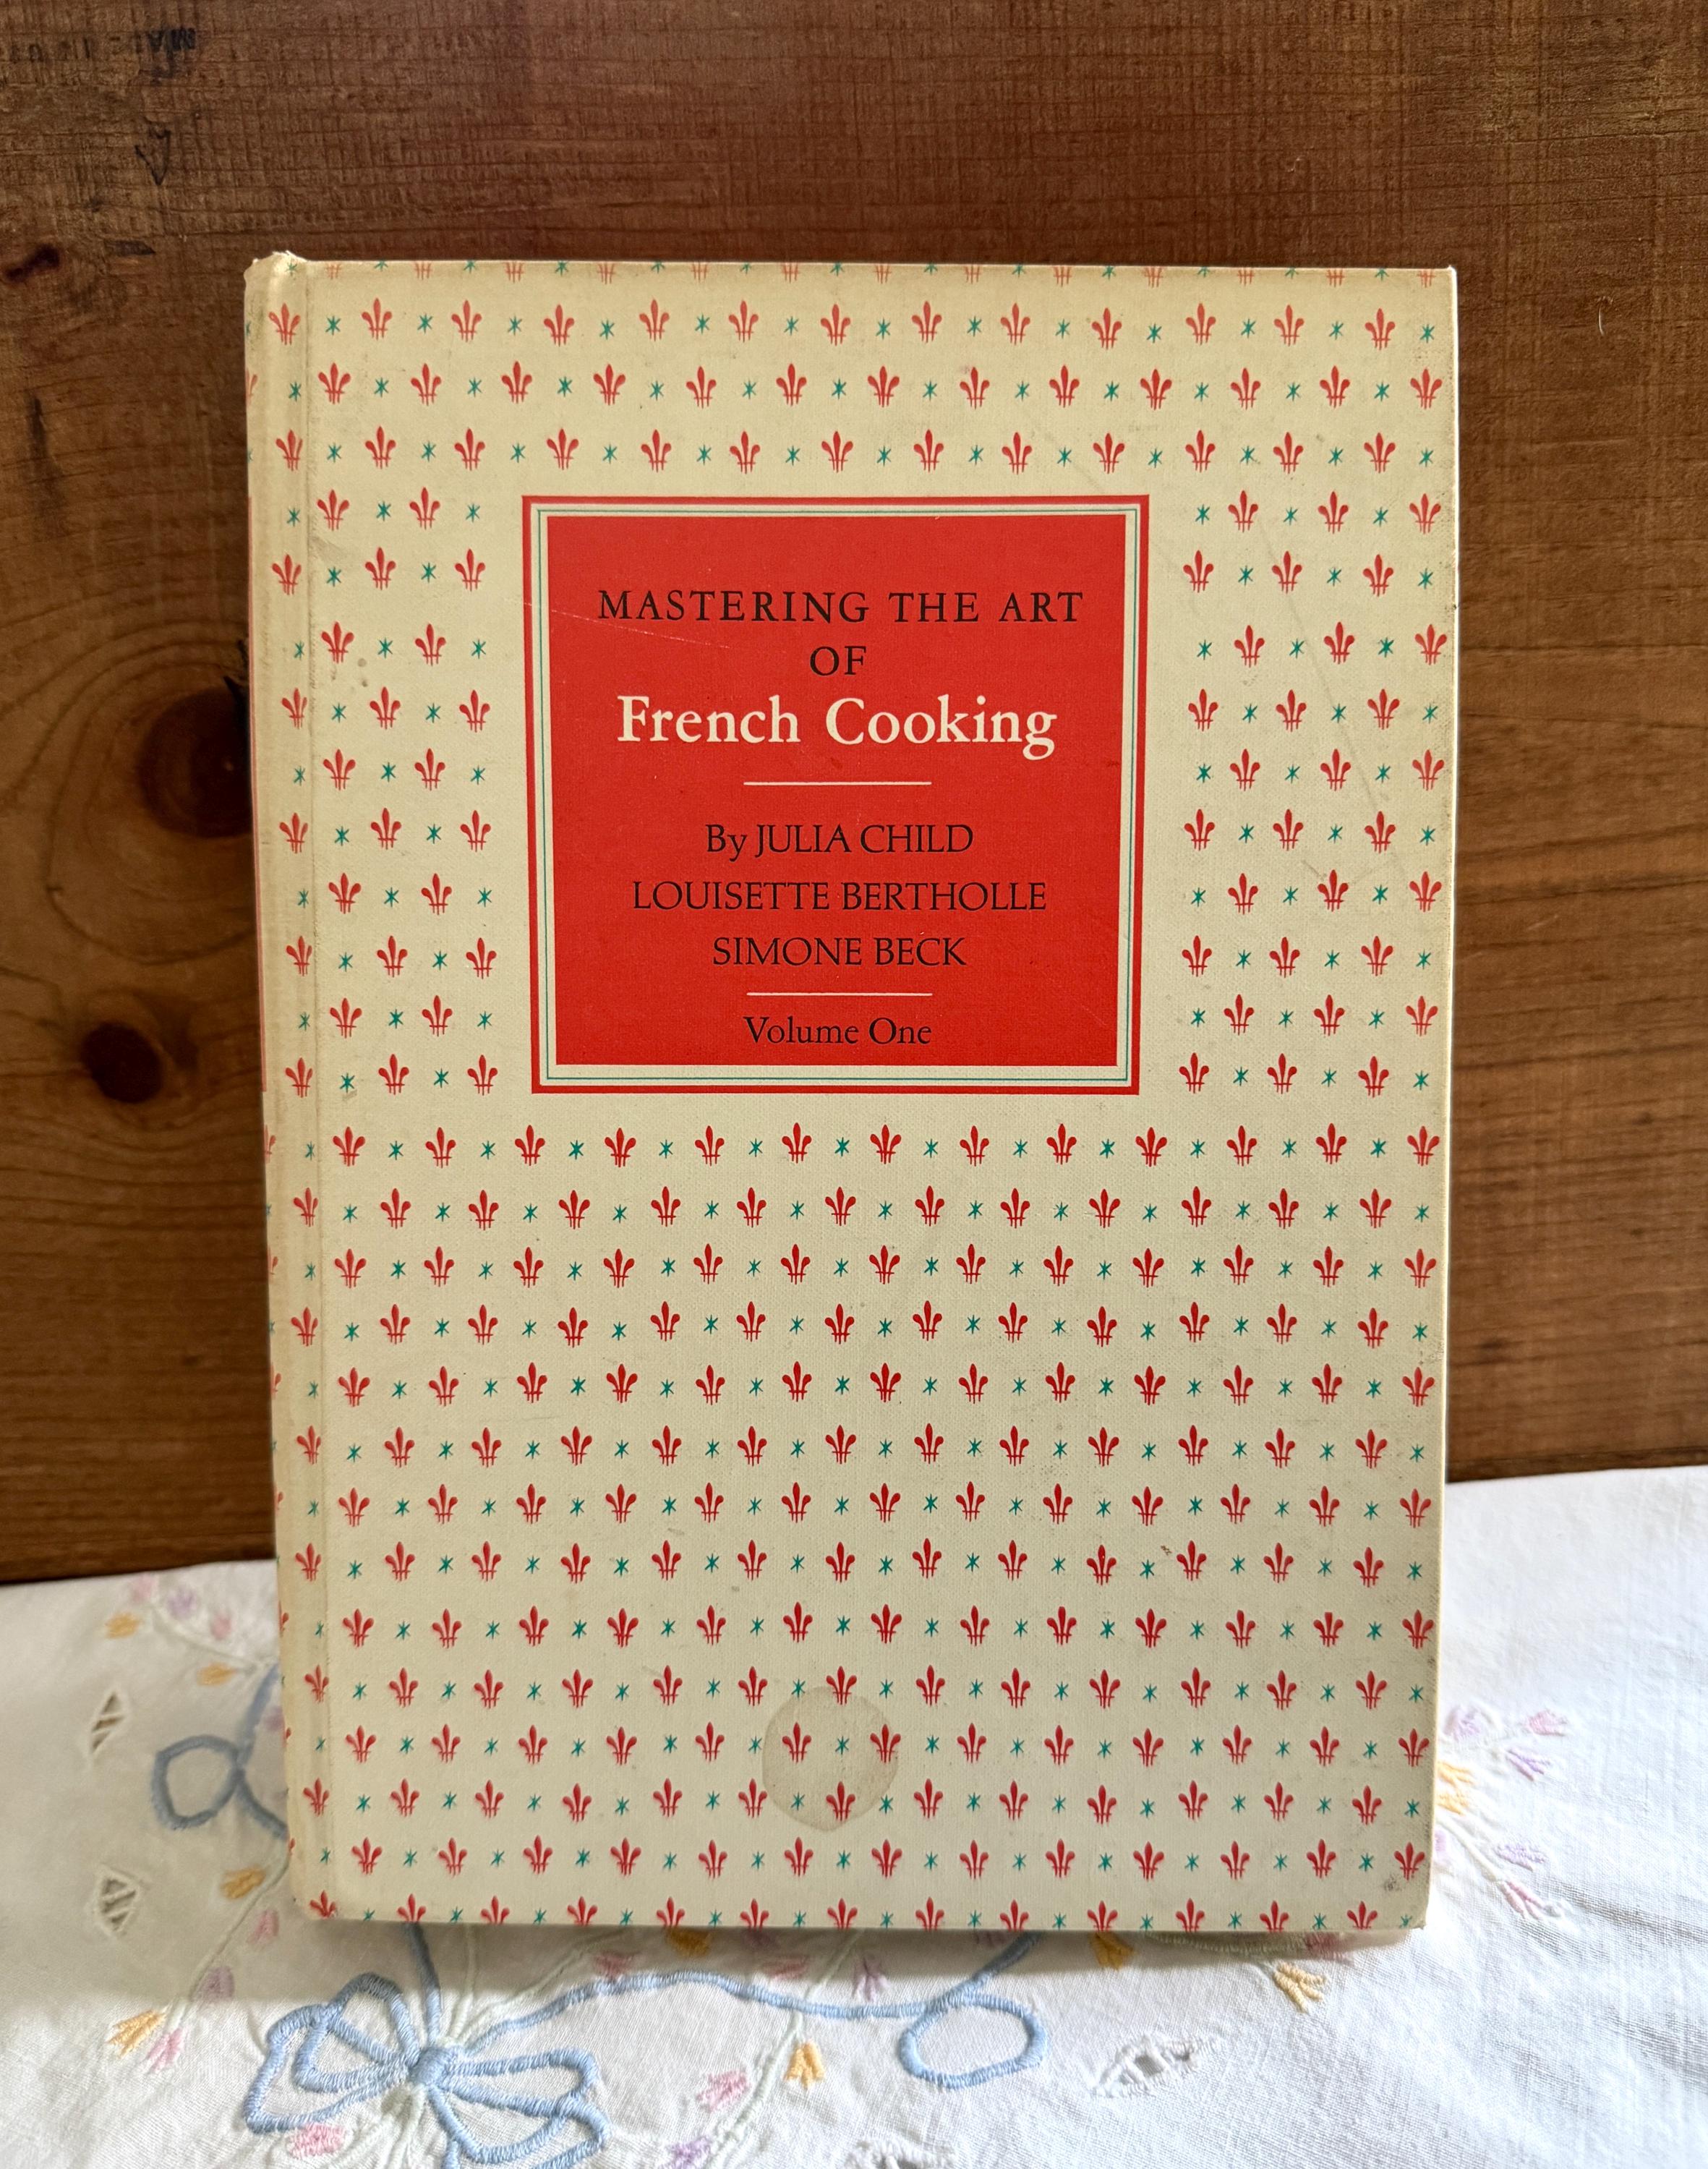 MASTERING THE ART
OF
French Cooking
By JULIA CHILD
LOUISETTE BERTHOLLE
SIMONE BECK
Volume One